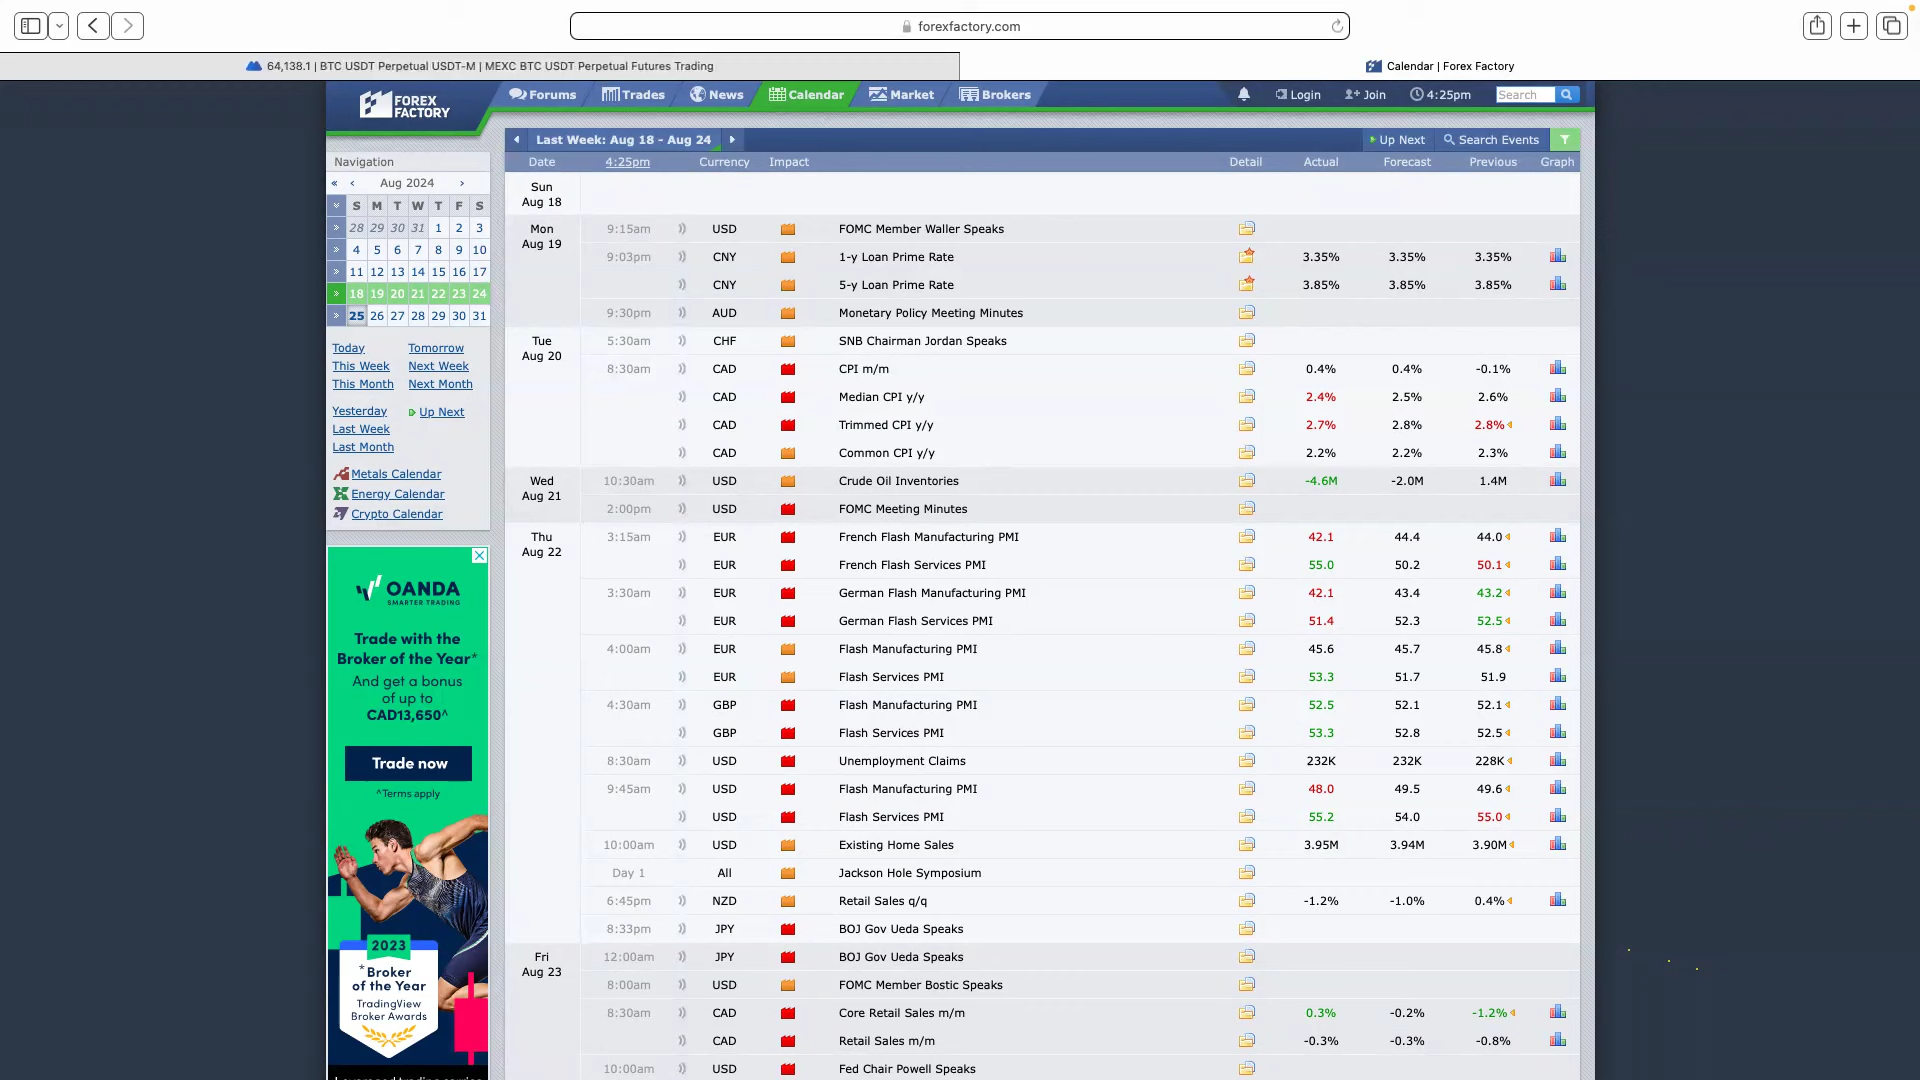 forexfactory.com
64,138.1 | BTC USDT Perpetual USDT-M | MEXC BTC USDT Perpetual Futures Trading
Calendar | Forex Factory
FOREX
FACTORY
Forums Trades News Calendar Market Brokers Login Join 4:25pm Search
Last Week: Aug 18 - Aug 24 Up Next Search Events
Date 4:25pm Currency Impact Detail Actual Forecast Previous Graph
Navigation
« ‹ Aug 2024 ›
S M T W T F S
28 29 30 31 1 2 3
4 5 6 7 8 9 10
11 12 13 14 15 16 17
18 19 20 21 22 23 24
25 26 27 28 29 30 31
Today Tomorrow
This Week Next Week
This Month Next Month
Yesterday Up Next
Last Week
Last Month
Metals Calendar
Energy Calendar
Crypto Calendar
OANDA
SMARTER TRADING
Trade with the
Broker of the Year*
And get a bonus
of up to
CAD13,650^
Trade now
^Terms apply
2023
*Broker
of the Year
TradingView
Broker Awards
Sun
Aug 18
Mon
Aug 19
9:15am USD FOMC Member Waller Speaks
9:03pm CNY 1-y Loan Prime Rate 3.35% 3.35% 3.35%
CNY 5-y Loan Prime Rate 3.85% 3.85% 3.85%
9:30pm AUD Monetary Policy Meeting Minutes
Tue
Aug 20
5:30am CHF SNB Chairman Jordan Speaks
8:30am CAD CPI m/m 0.4% 0.4% -0.1%
CAD Median CPI y/y 2.4% 2.5% 2.6%
CAD Trimmed CPI y/y 2.7% 2.8% 2.8%
CAD Common CPI y/y 2.2% 2.2% 2.3%
Wed
Aug 21
10:30am USD Crude Oil Inventories -4.6M -2.0M 1.4M
2:00pm USD FOMC Meeting Minutes
Thu
Aug 22
3:15am EUR French Flash Manufacturing PMI 42.1 44.4 44.0
EUR French Flash Services PMI 55.0 50.2 50.1
3:30am EUR German Flash Manufacturing PMI 42.1 43.4 43.2
EUR German Flash Services PMI 51.4 52.3 52.5
4:00am EUR Flash Manufacturing PMI 45.6 45.7 45.8
EUR Flash Services PMI 53.3 51.7 51.9
4:30am GBP Flash Manufacturing PMI 52.5 52.1 52.1
GBP Flash Services PMI 53.3 52.8 52.5
8:30am USD Unemployment Claims 232K 232K 228K
9:45am USD Flash Manufacturing PMI 48.0 49.5 49.6
USD Flash Services PMI 55.2 54.0 55.0
10:00am USD Existing Home Sales 3.95M 3.94M 3.90M
Day 1 All Jackson Hole Symposium
6:45pm NZD Retail Sales q/q -1.2% -1.0% 0.4%
8:33pm JPY BOJ Gov Ueda Speaks
Fri
Aug 23
12:00am JPY BOJ Gov Ueda Speaks
8:00am USD FOMC Member Bostic Speaks
8:30am CAD Core Retail Sales m/m 0.3% -0.2% -1.2%
CAD Retail Sales m/m -0.3% -0.3% -0.8%
10:00am USD Fed Chair Powell Speaks